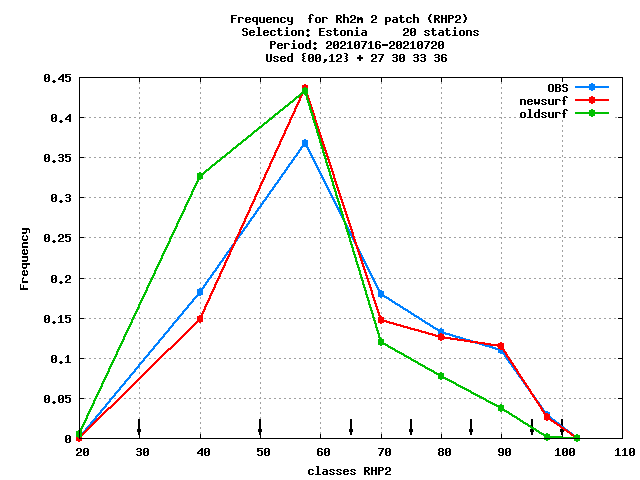 Frequency  for Rh2m 2 patch (RHP2)
Selection: Estonia     20 stations
Period: 20210716-20210720
Used {00,12} + 27 30 33 36
OBS
newsurf
oldsurf
Frequency
0.45
0.4
0.35
0.3
0.25
0.2
0.15
0.1
0.05
0
20 30 40 50 60 70 80 90 100 110
classes RHP2